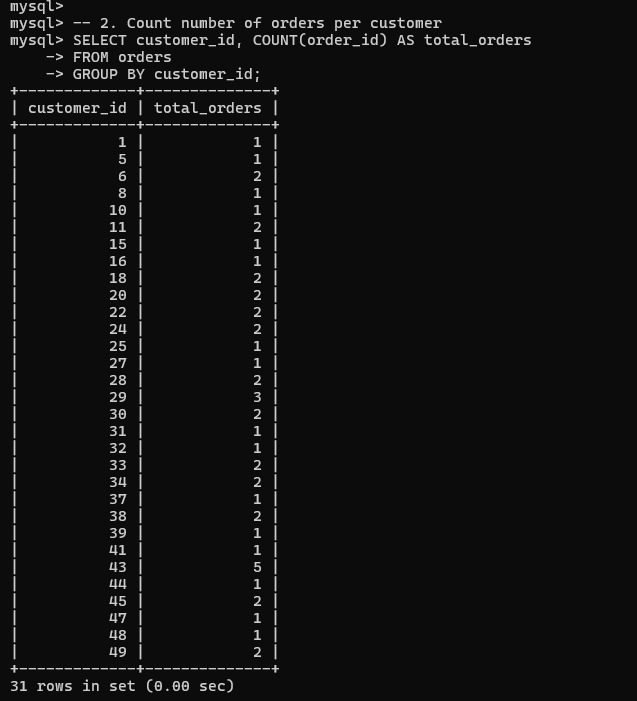 mysql>
mysql> -- 2. Count number of orders per customer
mysql> SELECT customer_id, COUNT(order_id) AS total_orders
    -> FROM orders
    -> GROUP BY customer_id;
+-------------+--------------+
| customer_id | total_orders |
+-------------+--------------+
|           1 |            1 |
|           5 |            1 |
|           6 |            2 |
|           8 |            1 |
|          10 |            1 |
|          11 |            2 |
|          15 |            1 |
|          16 |            1 |
|          18 |            2 |
|          20 |            2 |
|          22 |            2 |
|          24 |            2 |
|          25 |            1 |
|          27 |            1 |
|          28 |            2 |
|          29 |            3 |
|          30 |            2 |
|          31 |            1 |
|          32 |            1 |
|          33 |            2 |
|          34 |            2 |
|          37 |            1 |
|          38 |            2 |
|          39 |            1 |
|          41 |            1 |
|          43 |            5 |
|          44 |            1 |
|          45 |            2 |
|          47 |            1 |
|          48 |            1 |
|          49 |            2 |
+-------------+--------------+
31 rows in set (0.00 sec)